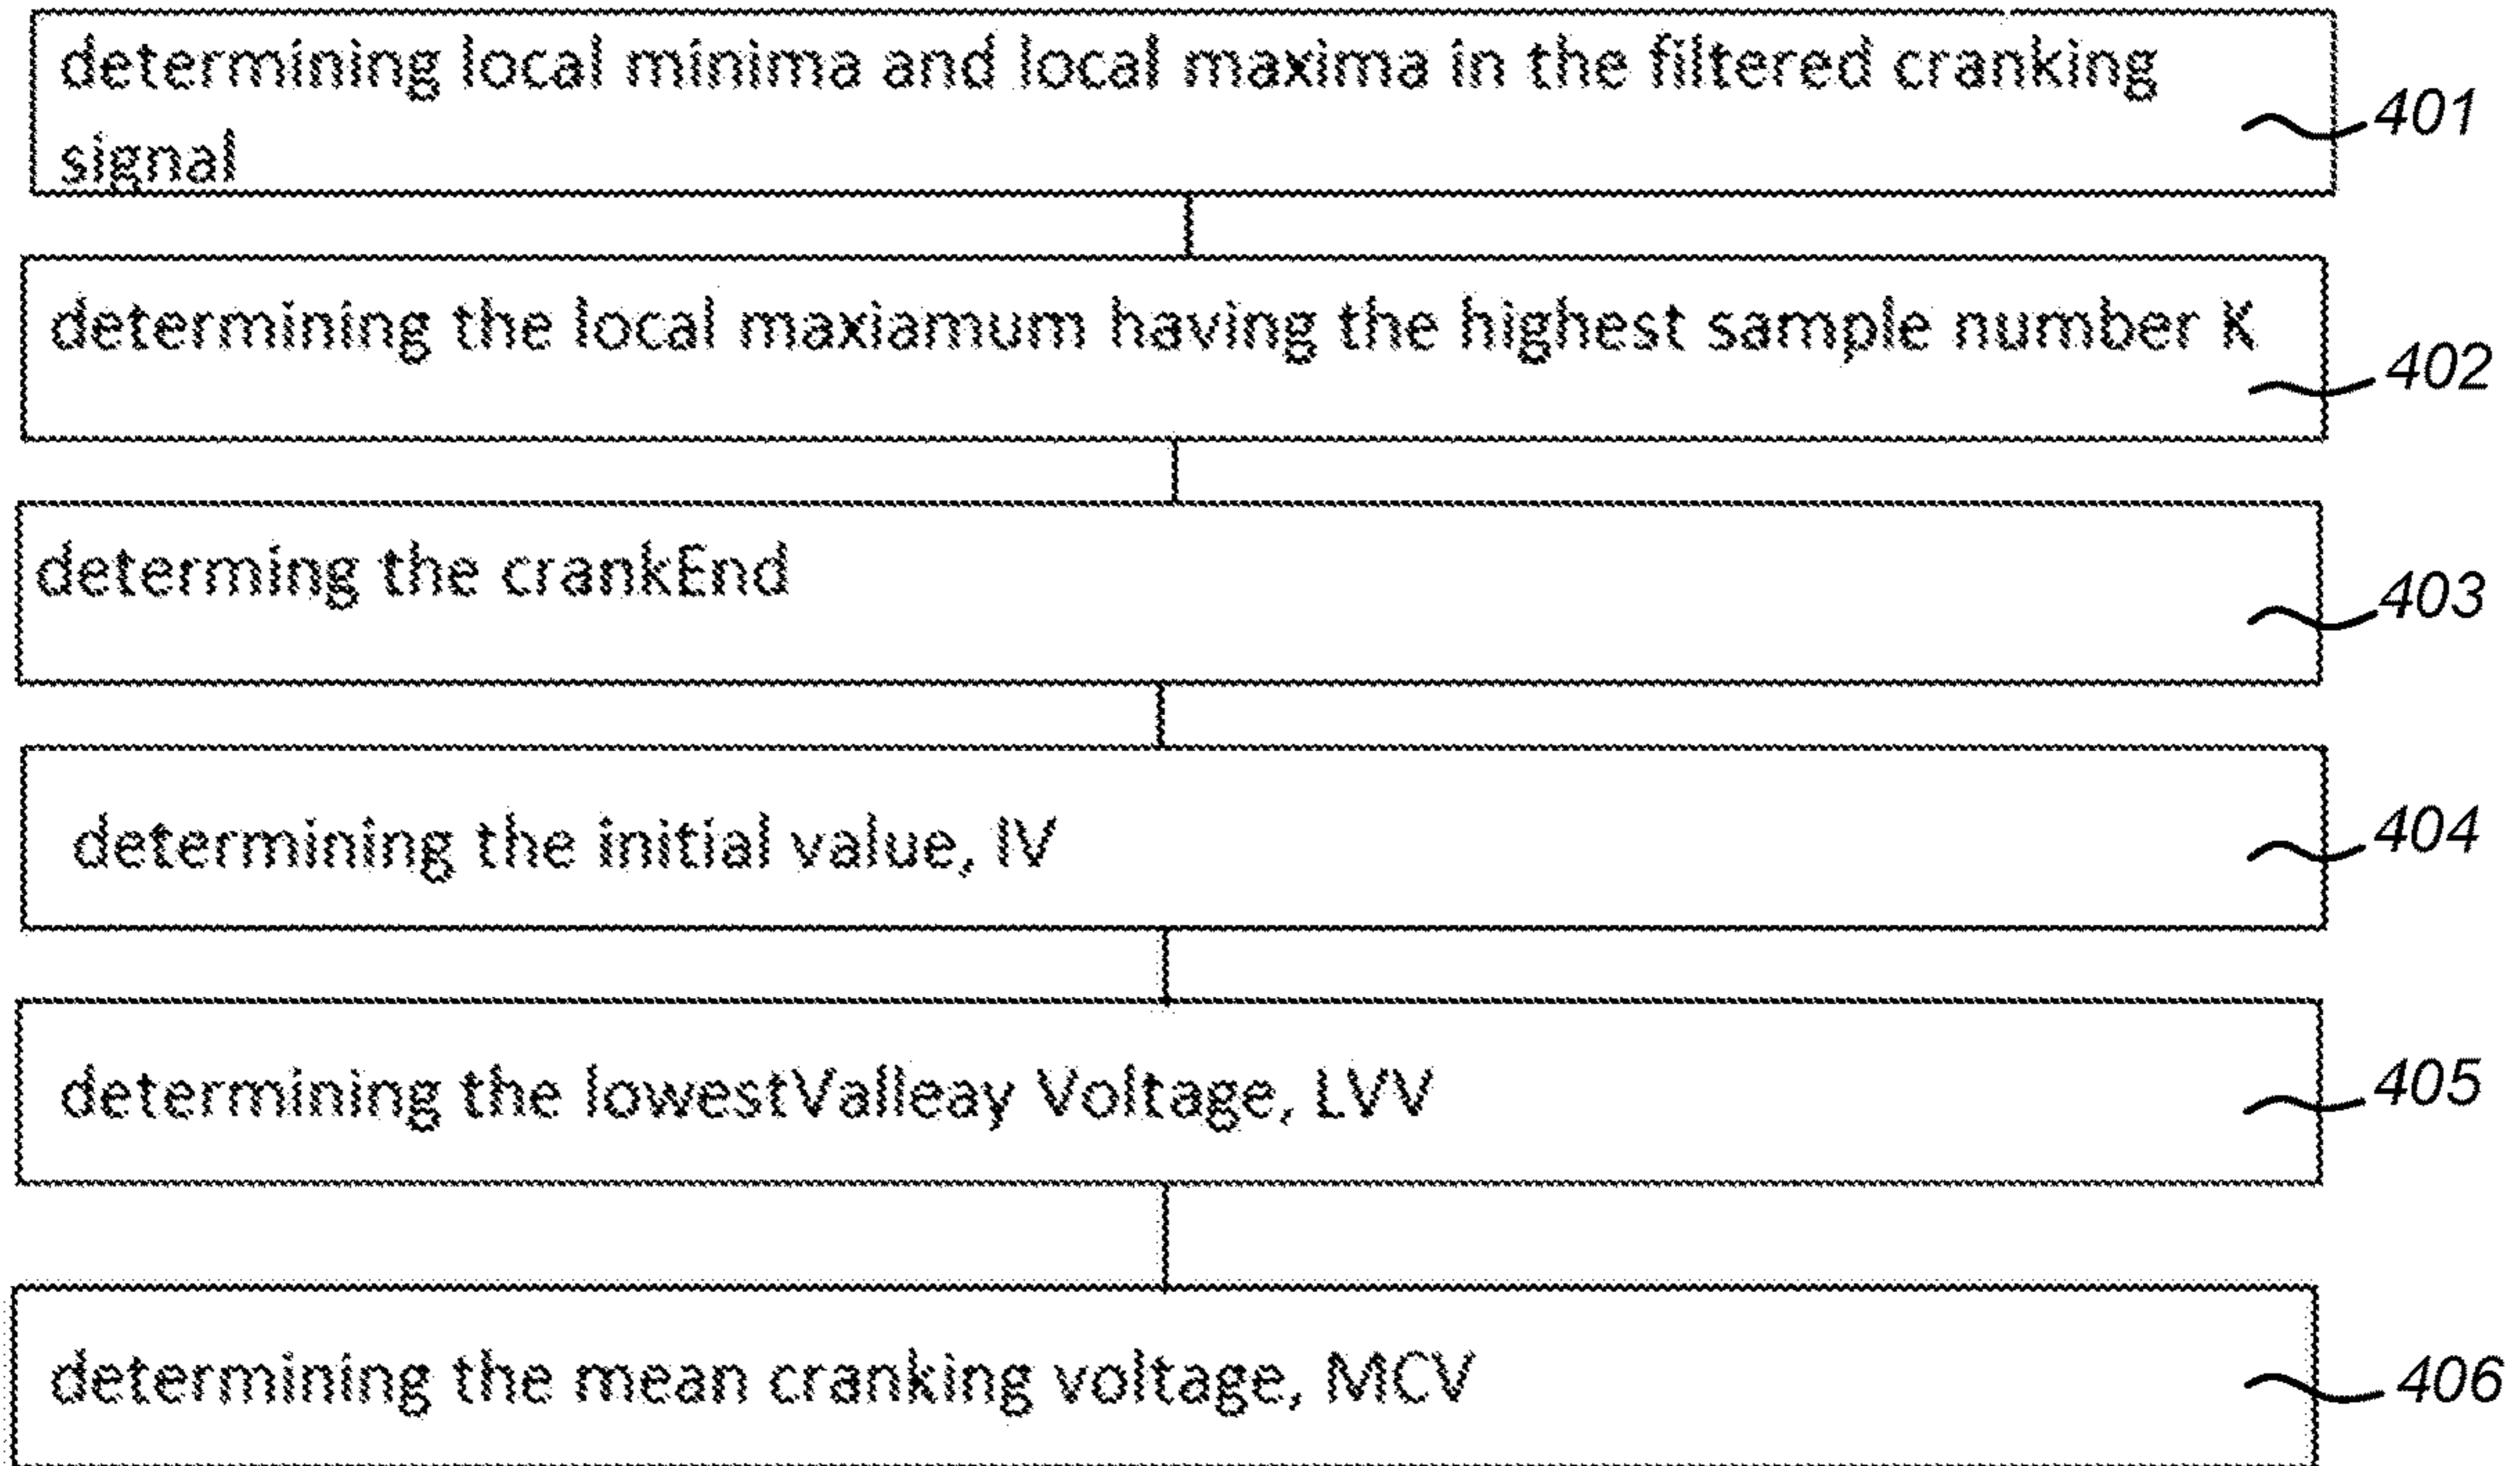 determining local minima and local maxima in the filtered cranking
signal
401
determining the local maxiamum having the highest sample number K
402
determing the crankEnd
403
determining the initial value, IV
404
determining the lowestValleay Voltage, LVV
405
determining the mean cranking voltage, MCV
406